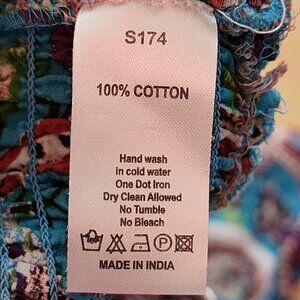 S174
100% COTTON
Hand wash
in cold water
One Dot Iron
Dry Clean Allowed
No Tumble
No Bleach
MADE IN INDIA